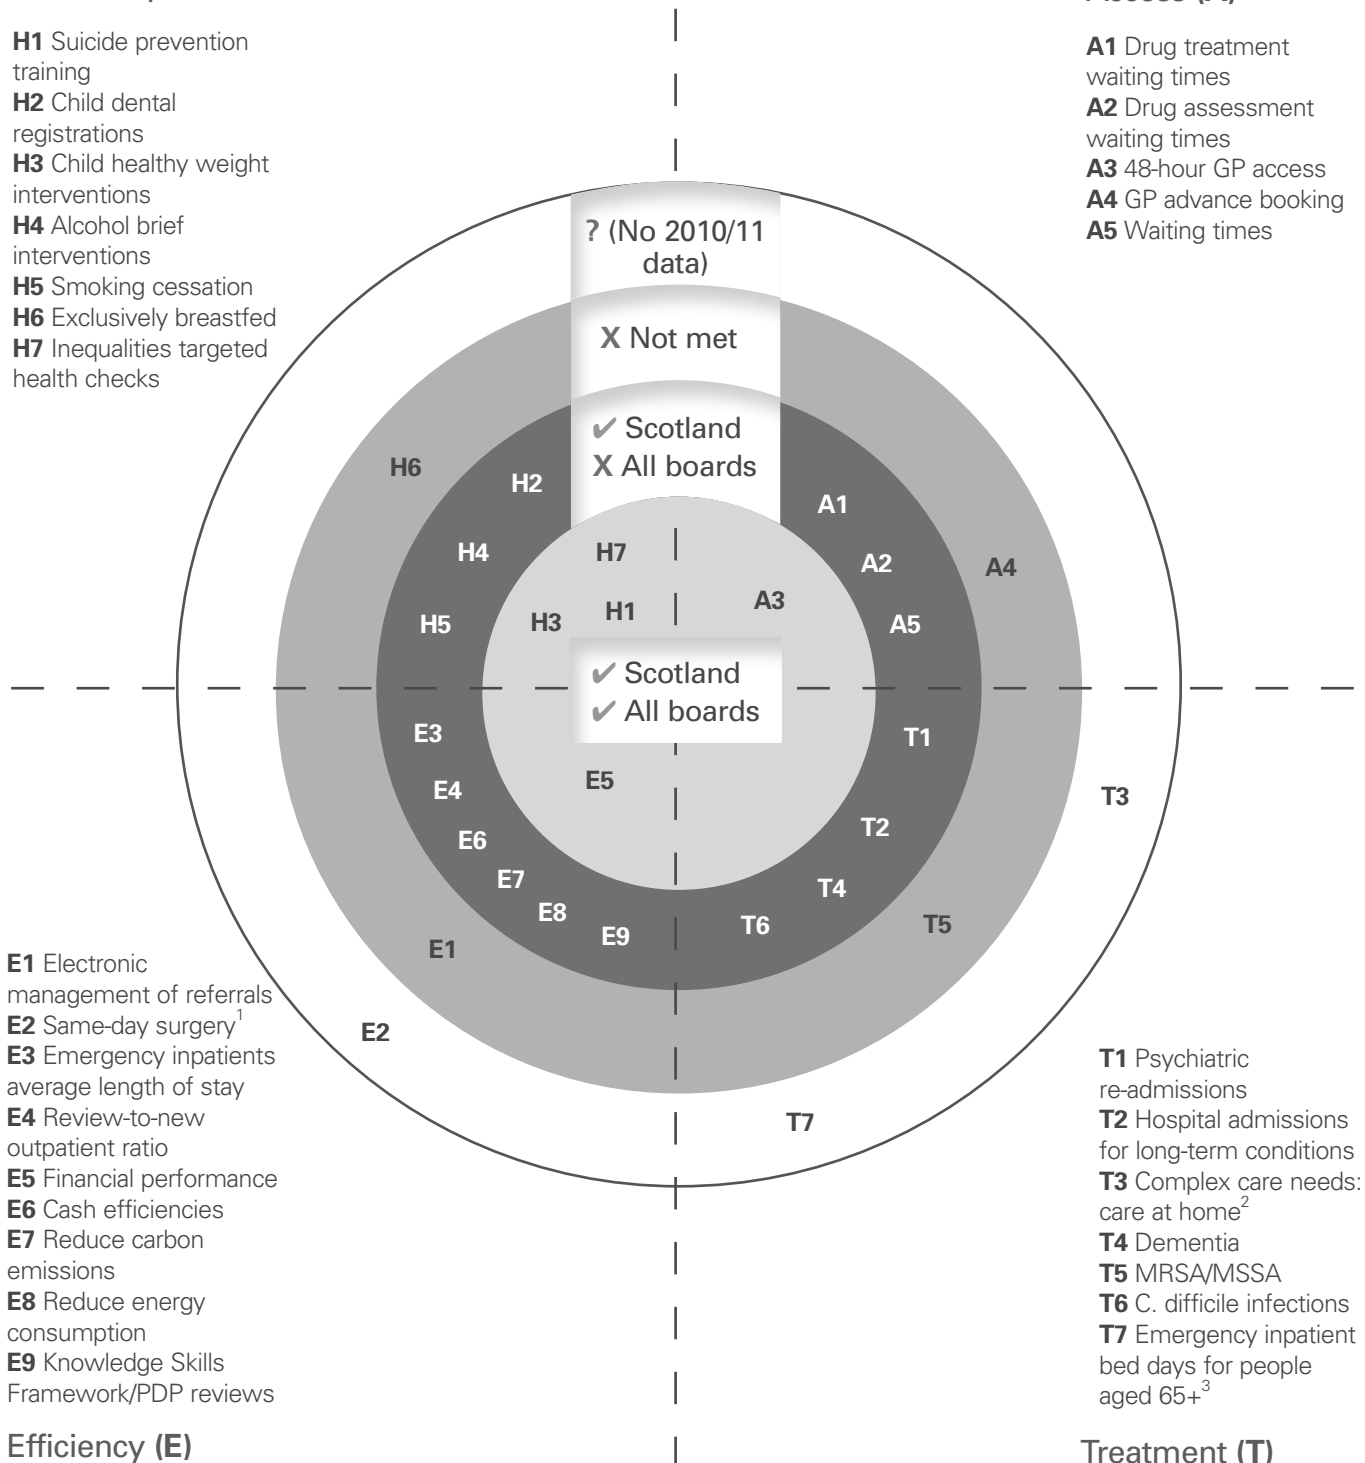 H1 Suicide prevention
training
H2 Child dental
registrations
H3 Child healthy weight
interventions
H4 Alcohol brief
interventions
H5 Smoking cessation
H6 Exclusively breastfed
H7 Inequalities targeted
health checks
A1 Drug treatment
waiting times
A2 Drug assessment
waiting times
A3 48-hour GP access
A4 GP advance booking
A5 Waiting times
? (No 2010/11
data)
X Not met
✔ Scotland
X All boards
H6
H2
H4
H5
H7
H3
H1
A3
A1
A2
A5
A4
✔ Scotland
✔ All boards
E3
E4
E6
E7
E8
E9
E5
E1
E2
T1
T2
T4
T6
T5
T3
T7
E1 Electronic
management of referrals
E2 Same-day surgery1
E3 Emergency inpatients
average length of stay
E4 Review-to-new
outpatient ratio
E5 Financial performance
E6 Cash efficiencies
E7 Reduce carbon
emissions
E8 Reduce energy
consumption
E9 Knowledge Skills
Framework/PDP reviews
Efficiency (E)
T1 Psychiatric
re-admissions
T2 Hospital admissions
for long-term conditions
T3 Complex care needs:
care at home2
T4 Dementia
T5 MRSA/MSSA
T6 C. difficile infections
T7 Emergency inpatient
bed days for people
aged 65+3
Treatment (T)